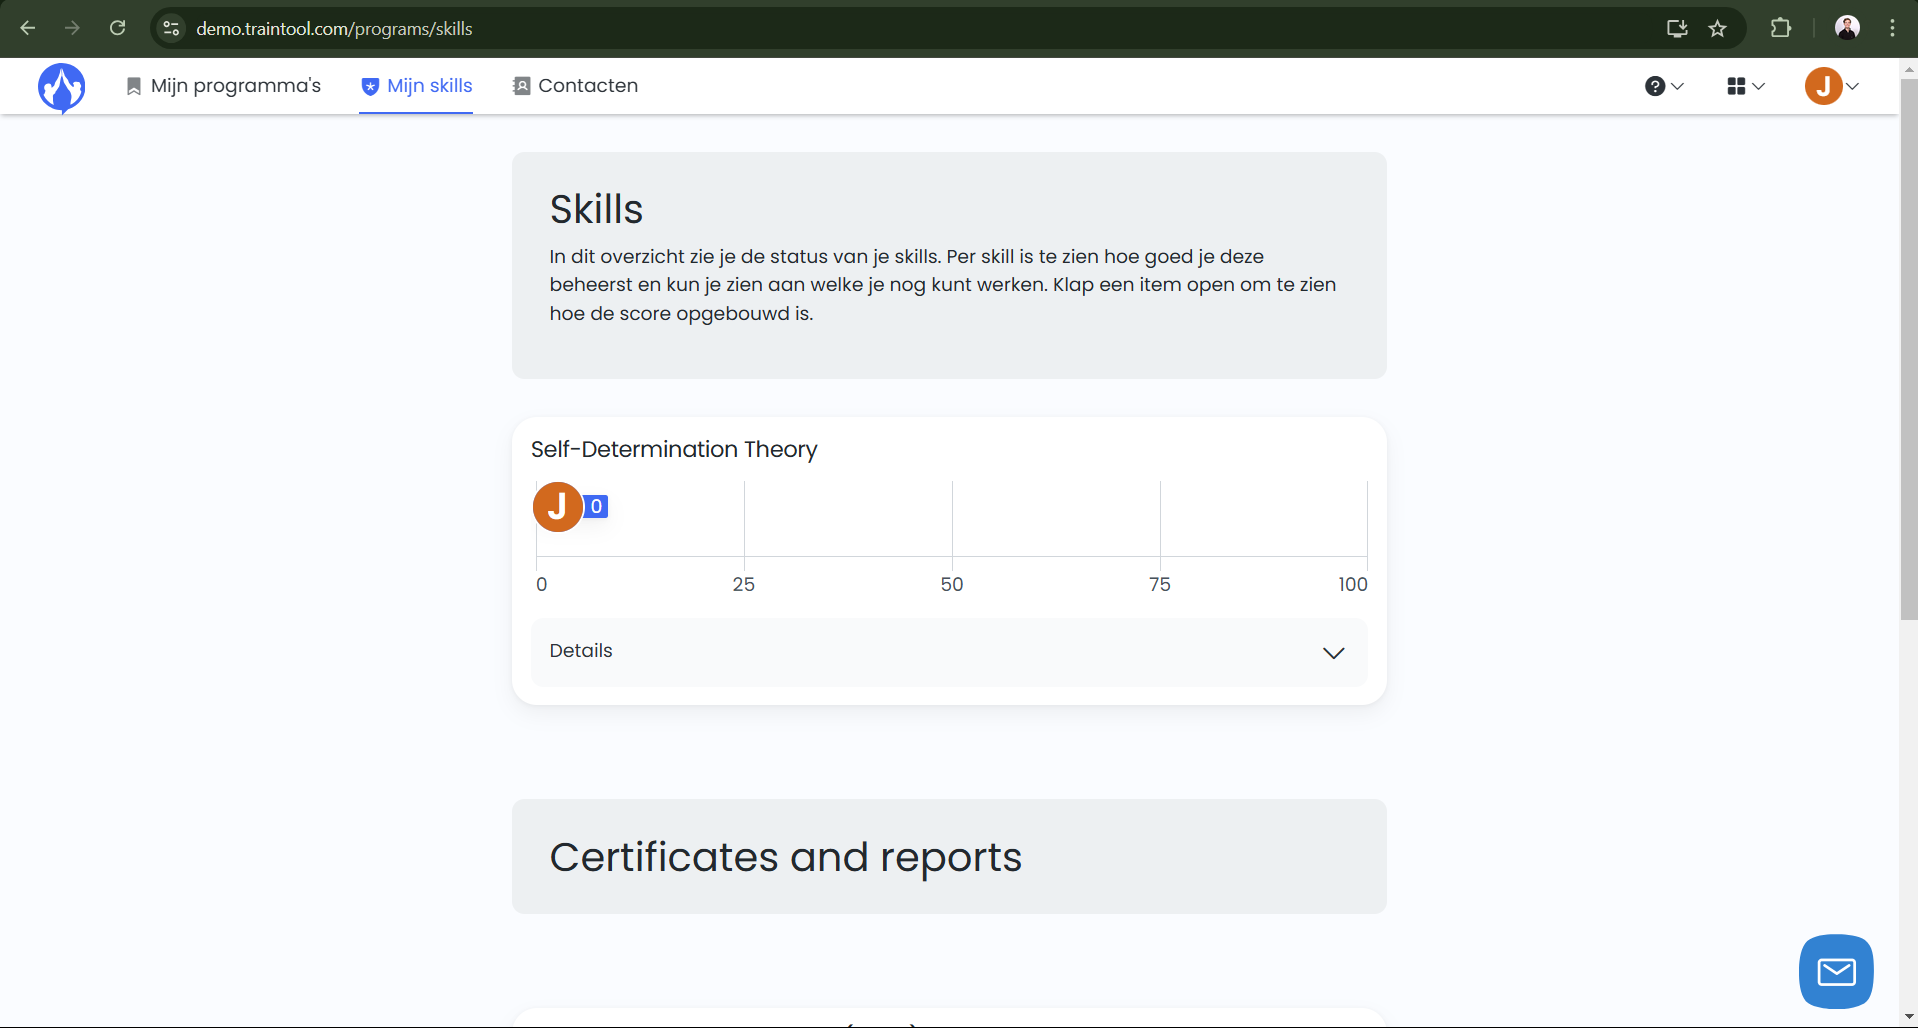 demo.traintool.com/programs/skills
Mijn programma's
Mijn skills
Contacten
?
J
Skills
In dit overzicht zie je de status van je skills. Per skill is te zien hoe goed je deze
beheerst en kun je zien aan welke je nog kunt werken. Klap een item open om te zien
hoe de score opgebouwd is.
Self-Determination Theory
J 0
0 25 50 75 100
Details
Certificates and reports